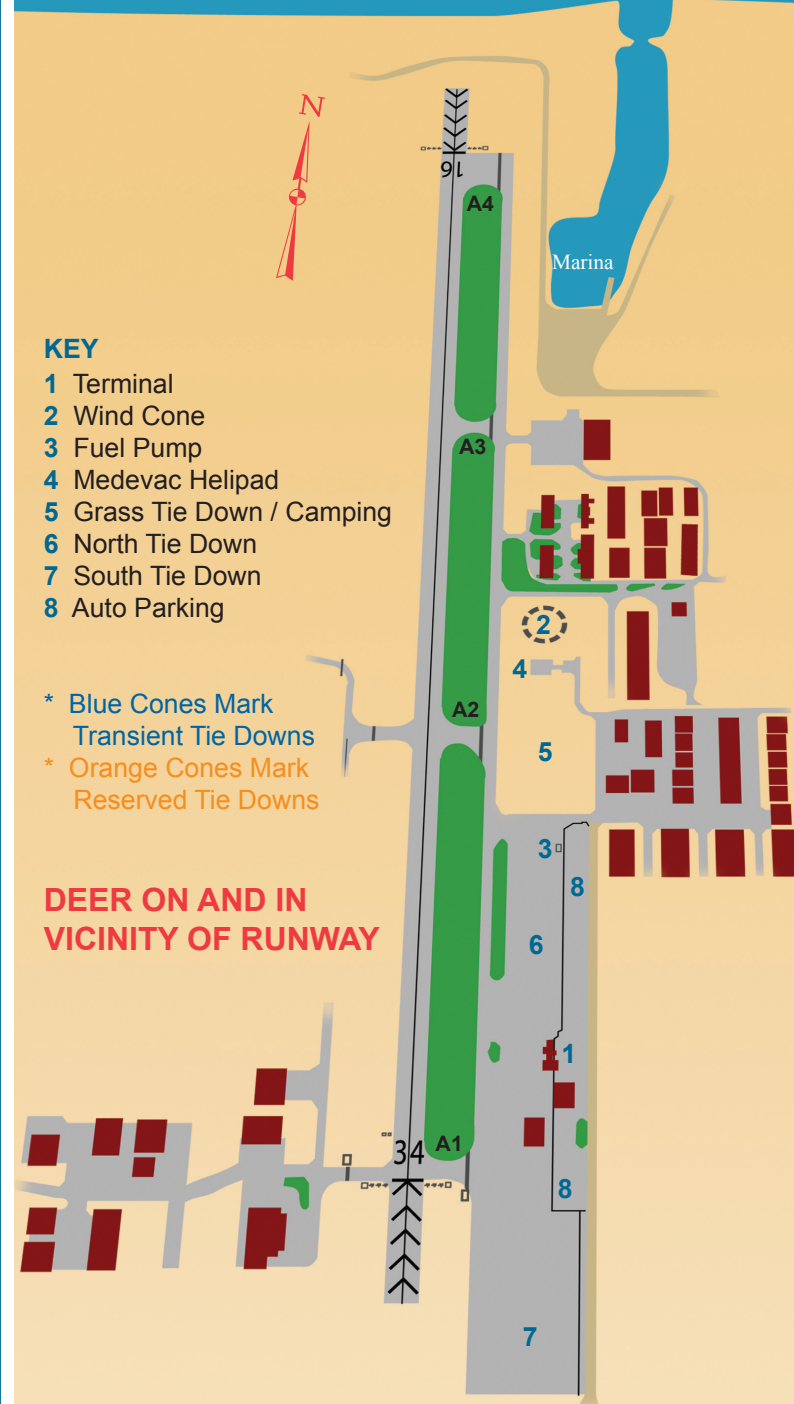 N
16
A4
Marina
KEY
1 Terminal
2 Wind Cone
3 Fuel Pump
4 Medevac Helipad
5 Grass Tie Down / Camping
6 North Tie Down
7 South Tie Down
8 Auto Parking
A3
2
4
* Blue Cones Mark
Transient Tie Downs
* Orange Cones Mark
Reserved Tie Downs
A2
5
3
8
DEER ON AND IN
VICINITY OF RUNWAY
6
1
34
A1
8
7